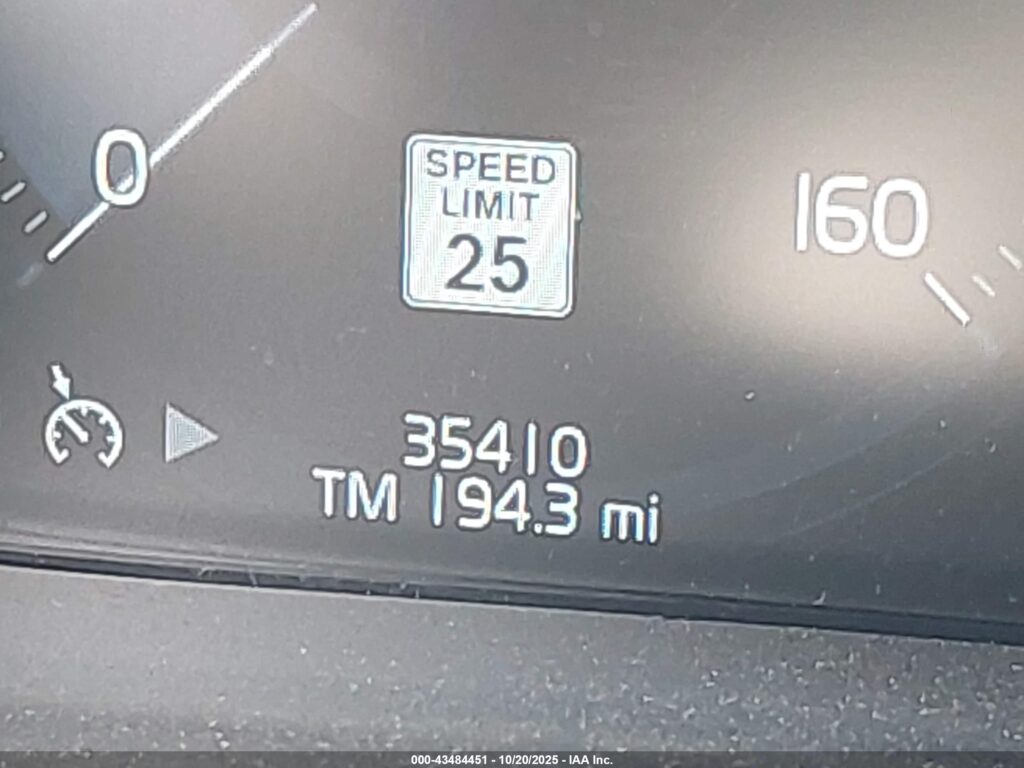 0
SPEED
LIMIT
25
160
35410
TM 194.3 mi
000-43484451 - 10/20/2025 - IAA Inc.